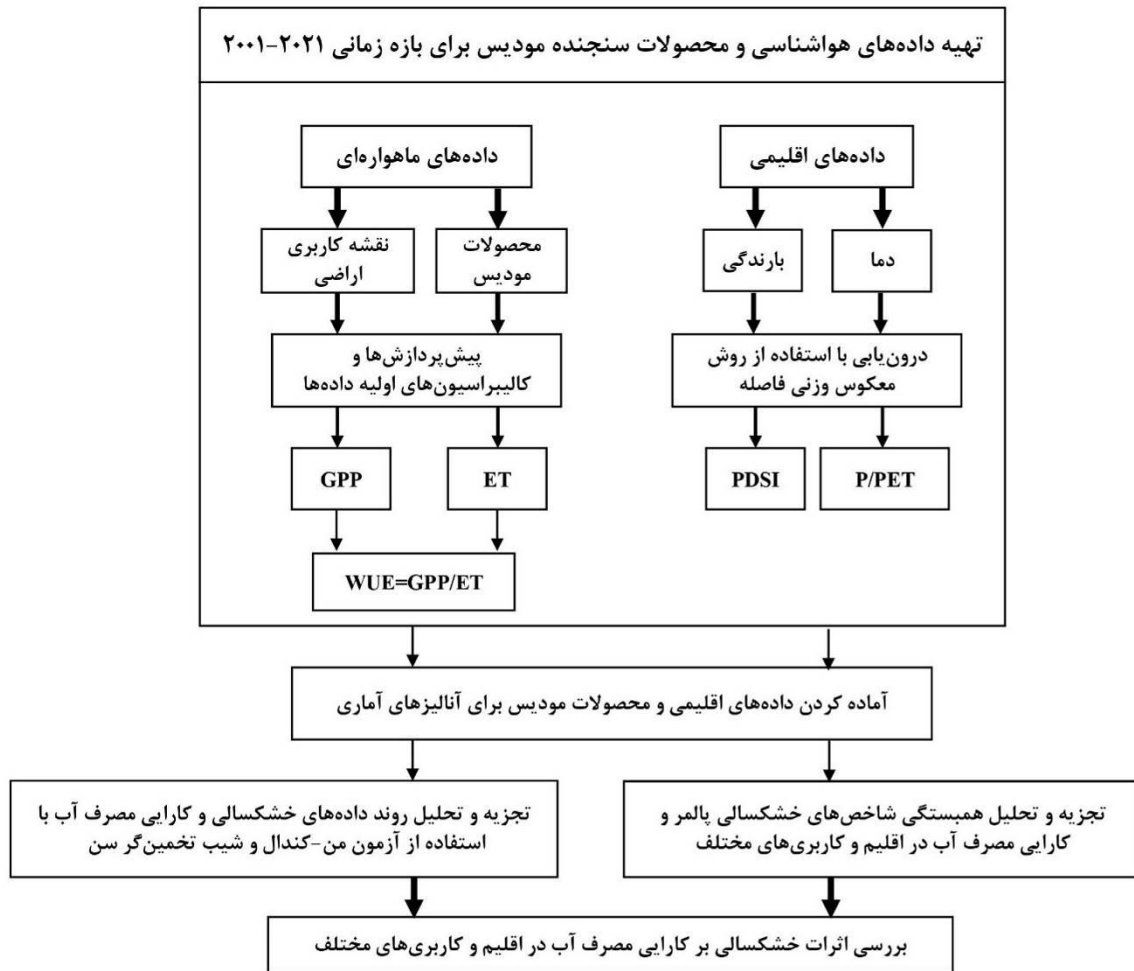 تهیه داده‌های هواشناسی و محصولات سنجنده مودیس برای بازه زمانی ۲۰۲۱-۲۰۰۱
داده‌های اقلیمی
داده‌های ماهواره‌ای
دما
بارندگی
محصولات
مودیس
نقشه کاربری
اراضی
درون‌یابی با استفاده از روش
معکوس وزنی فاصله
پیش‌پردازش‌ها و
کالیبراسیون‌های اولیه داده‌ها
P/PET
PDSI
ET
GPP
WUE=GPP/ET
آماده کردن داده‌های اقلیمی و محصولات مودیس برای آنالیزهای آماری
تجزیه و تحلیل همبستگی شاخص‌های خشکسالی پالمر و
کارایی مصرف آب در اقلیم و کاربری‌های مختلف
تجزیه و تحلیل روند داده‌های خشکسالی و کارایی مصرف آب با
استفاده از آزمون من-کندال و شیب تخمین‌گر سن
بررسی اثرات خشکسالی بر کارایی مصرف آب در اقلیم و کاربری‌های مختلف